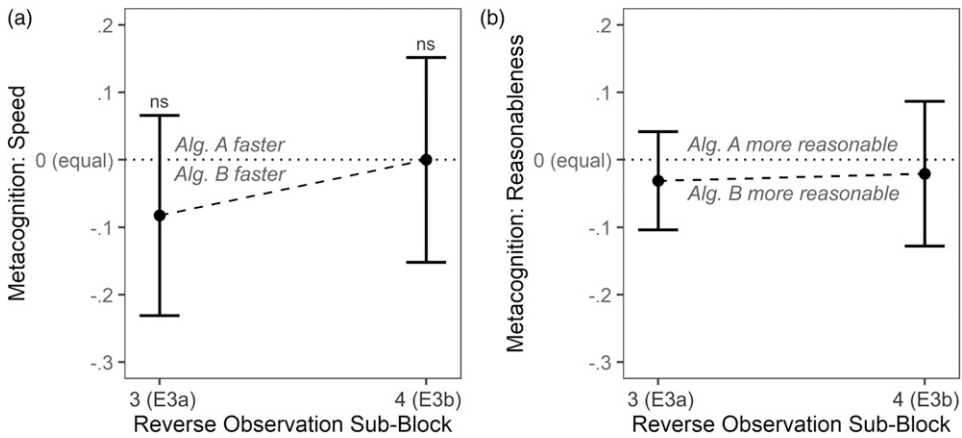 (a)
Metacognition: Speed
.2
.1
0 (equal)
-.1
-.2
-.3
ns
ns
Alg. A faster
Alg. B faster
3 (E3a)
4 (E3b)
Reverse Observation Sub-Block
(b)
Metacognition: Reasonableness
.2
.1
0 (equal)
-.1
-.2
-.3
Alg. A more reasonable
Alg. B more reasonable
3 (E3a)
4 (E3b)
Reverse Observation Sub-Block